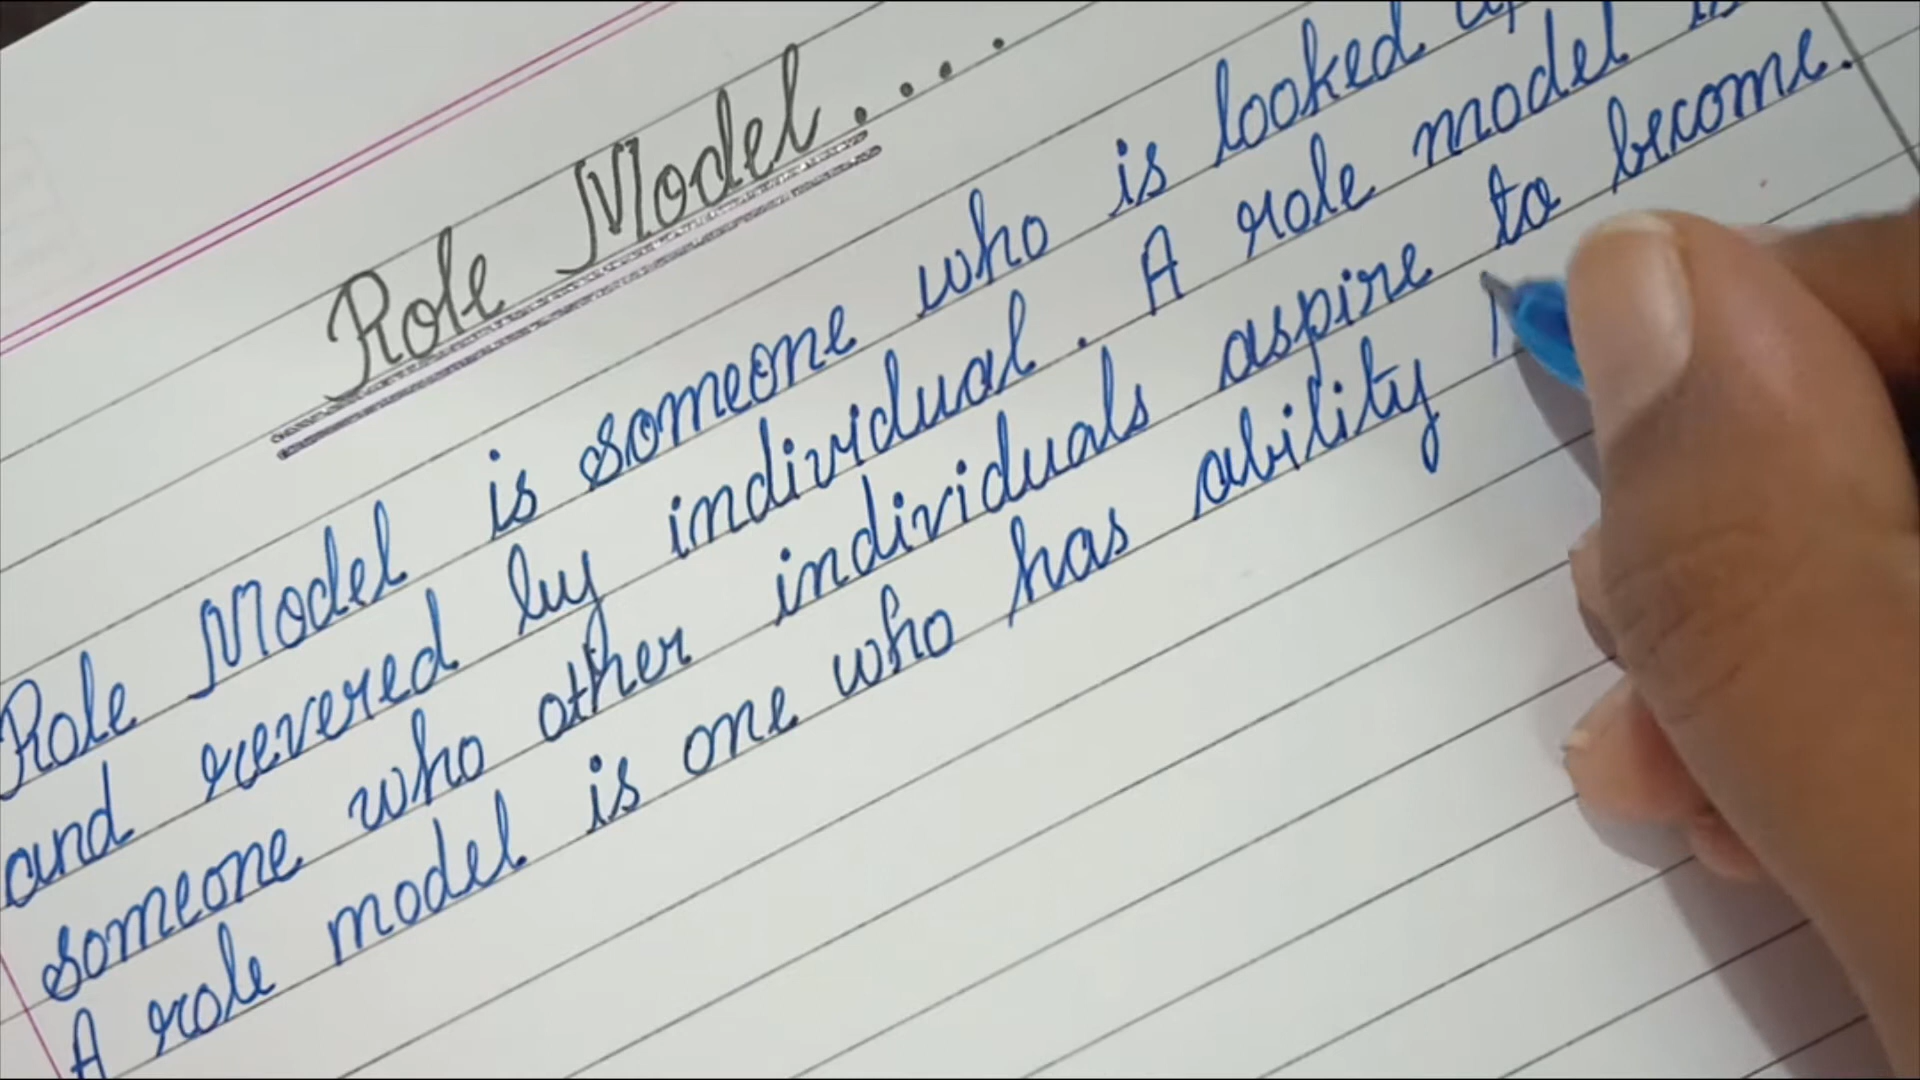 Role Model....
Role Model is someone who is looked
and revered by individual. A role model is
someone who other individuals aspire to become.
A role model is one who has ability